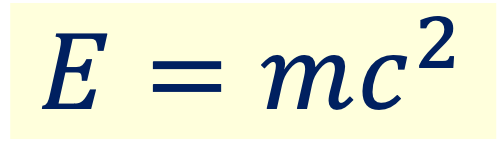 E = mc²